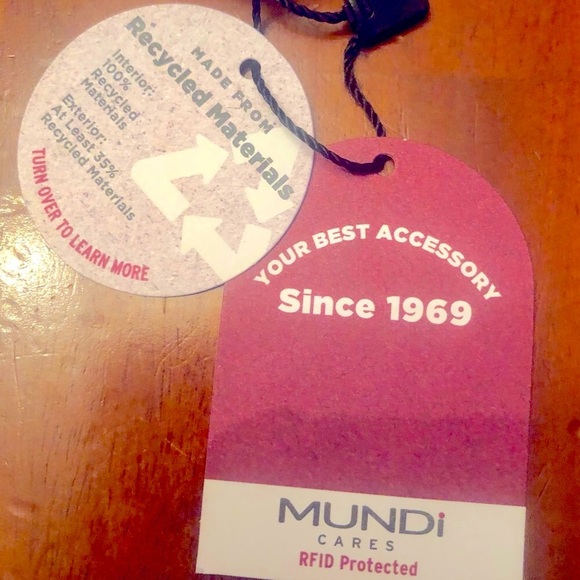 MADE FROM
Recycled Materials
Interior:
100%
Recycled
Materials
Exterior:
At Least 35%
Recycled Materials
TURN OVER TO LEARN MORE
YOUR BEST ACCESSORY
Since 1969
MUNDi
CARES
RFID Protected